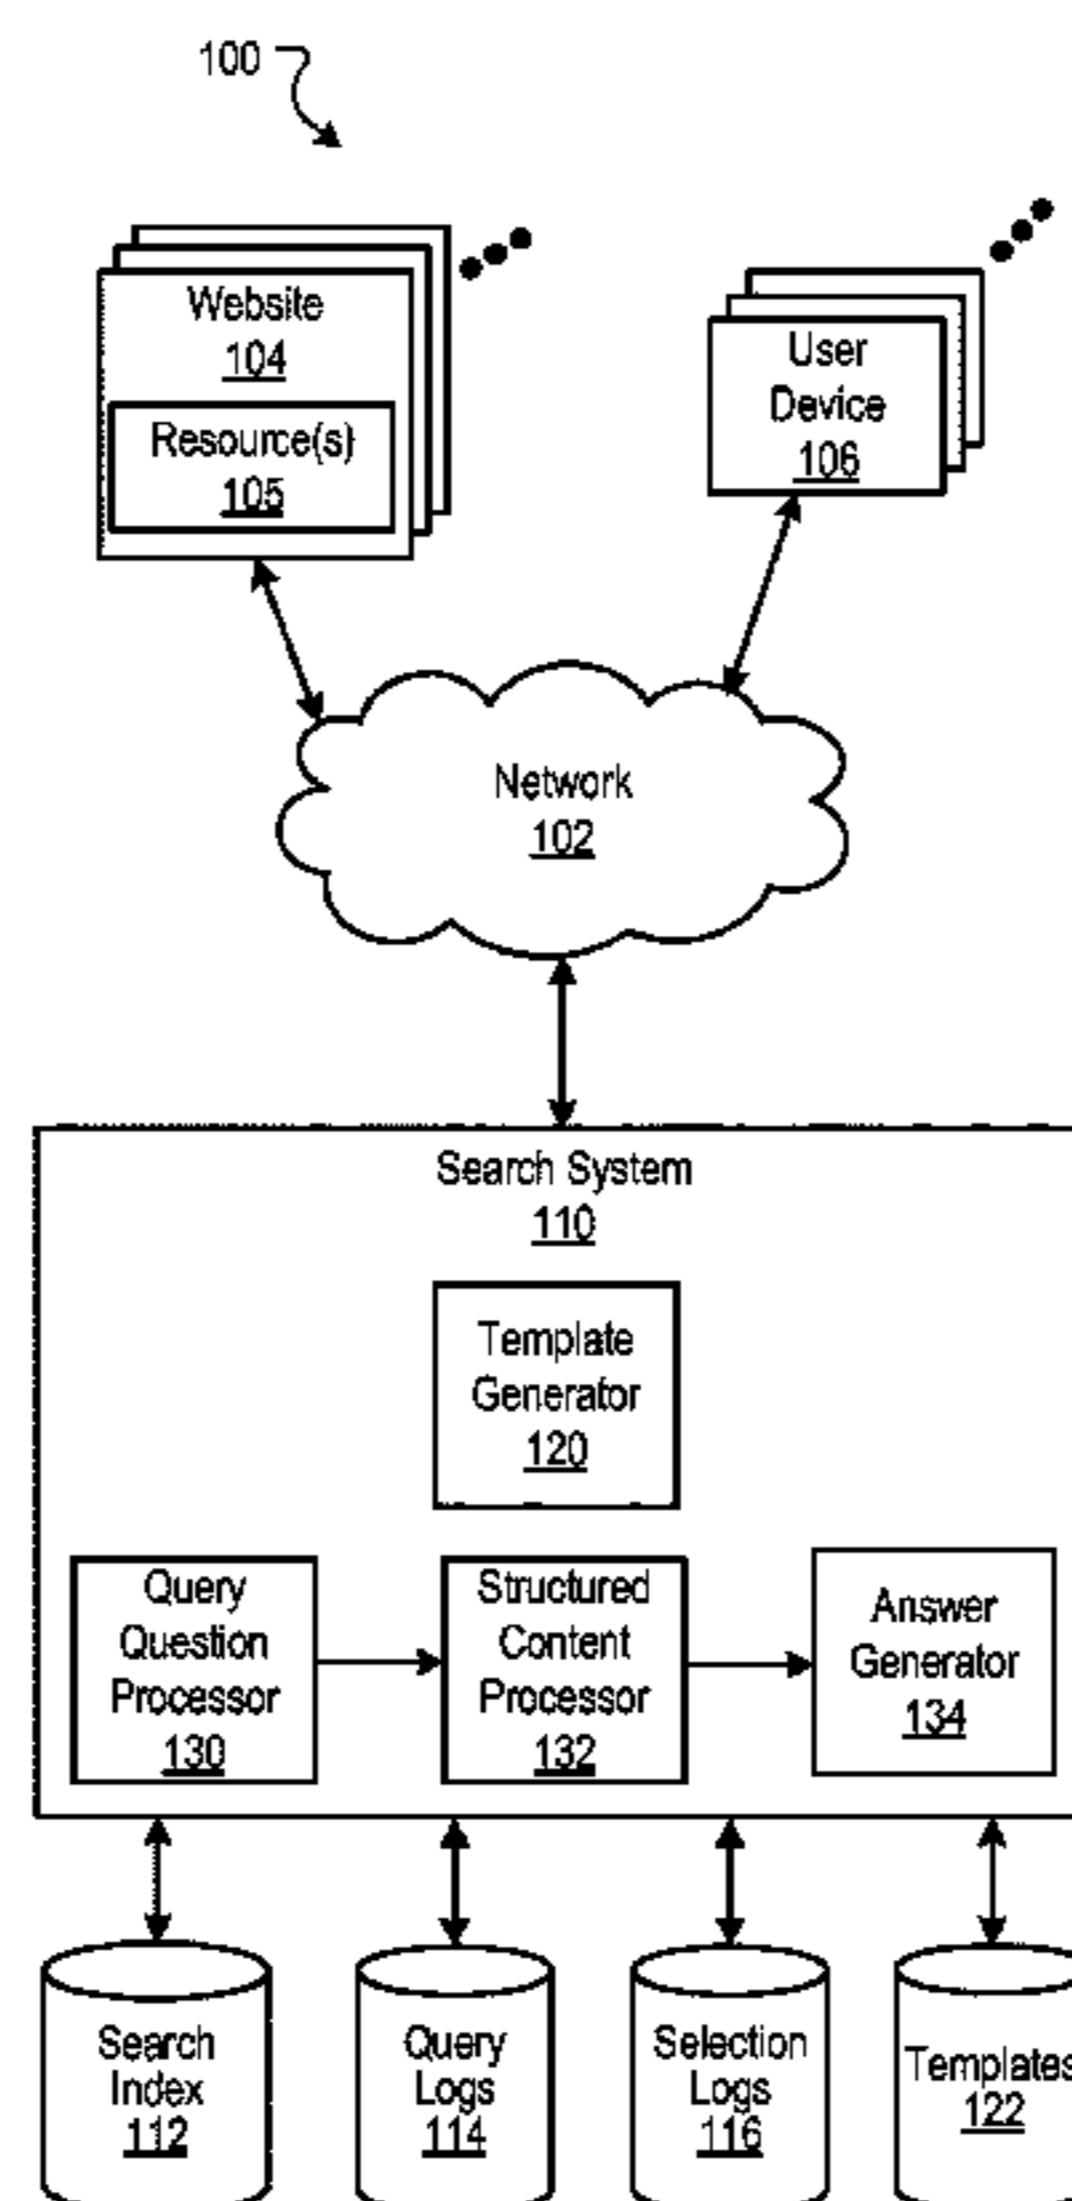 100
Website
104
Resource(s)
105
User
Device
106
Network
102
Search System
110
Template
Generator
120
Query
Question
Processor
130
Structured
Content
Processor
132
Answer
Generator
134
Search
Index
112
Query
Logs
114
Selection
Logs
116
Templates
122